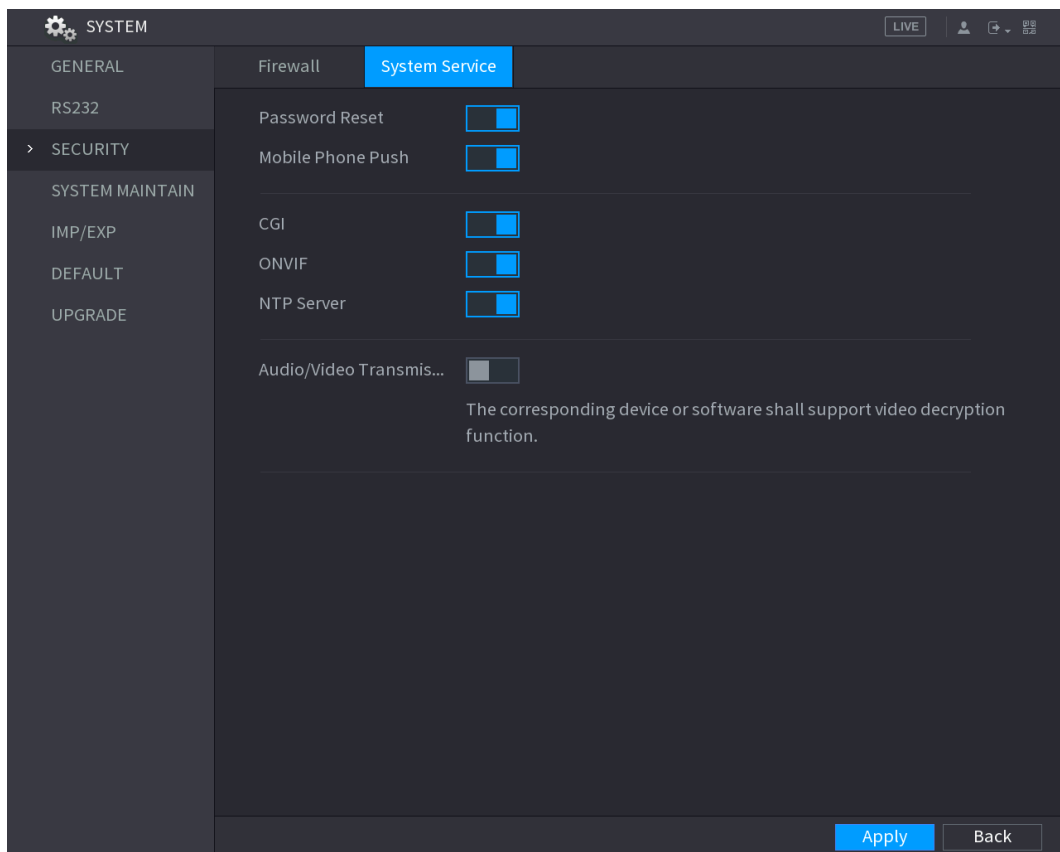 SYSTEM
LIVE
GENERAL
RS232
SECURITY
SYSTEM MAINTAIN
IMP/EXP
DEFAULT
UPGRADE
Firewall
System Service
Password Reset
Mobile Phone Push
CGI
ONVIF
NTP Server
Audio/Video Transmis...
The corresponding device or software shall support video decryption
function.
Apply
Back